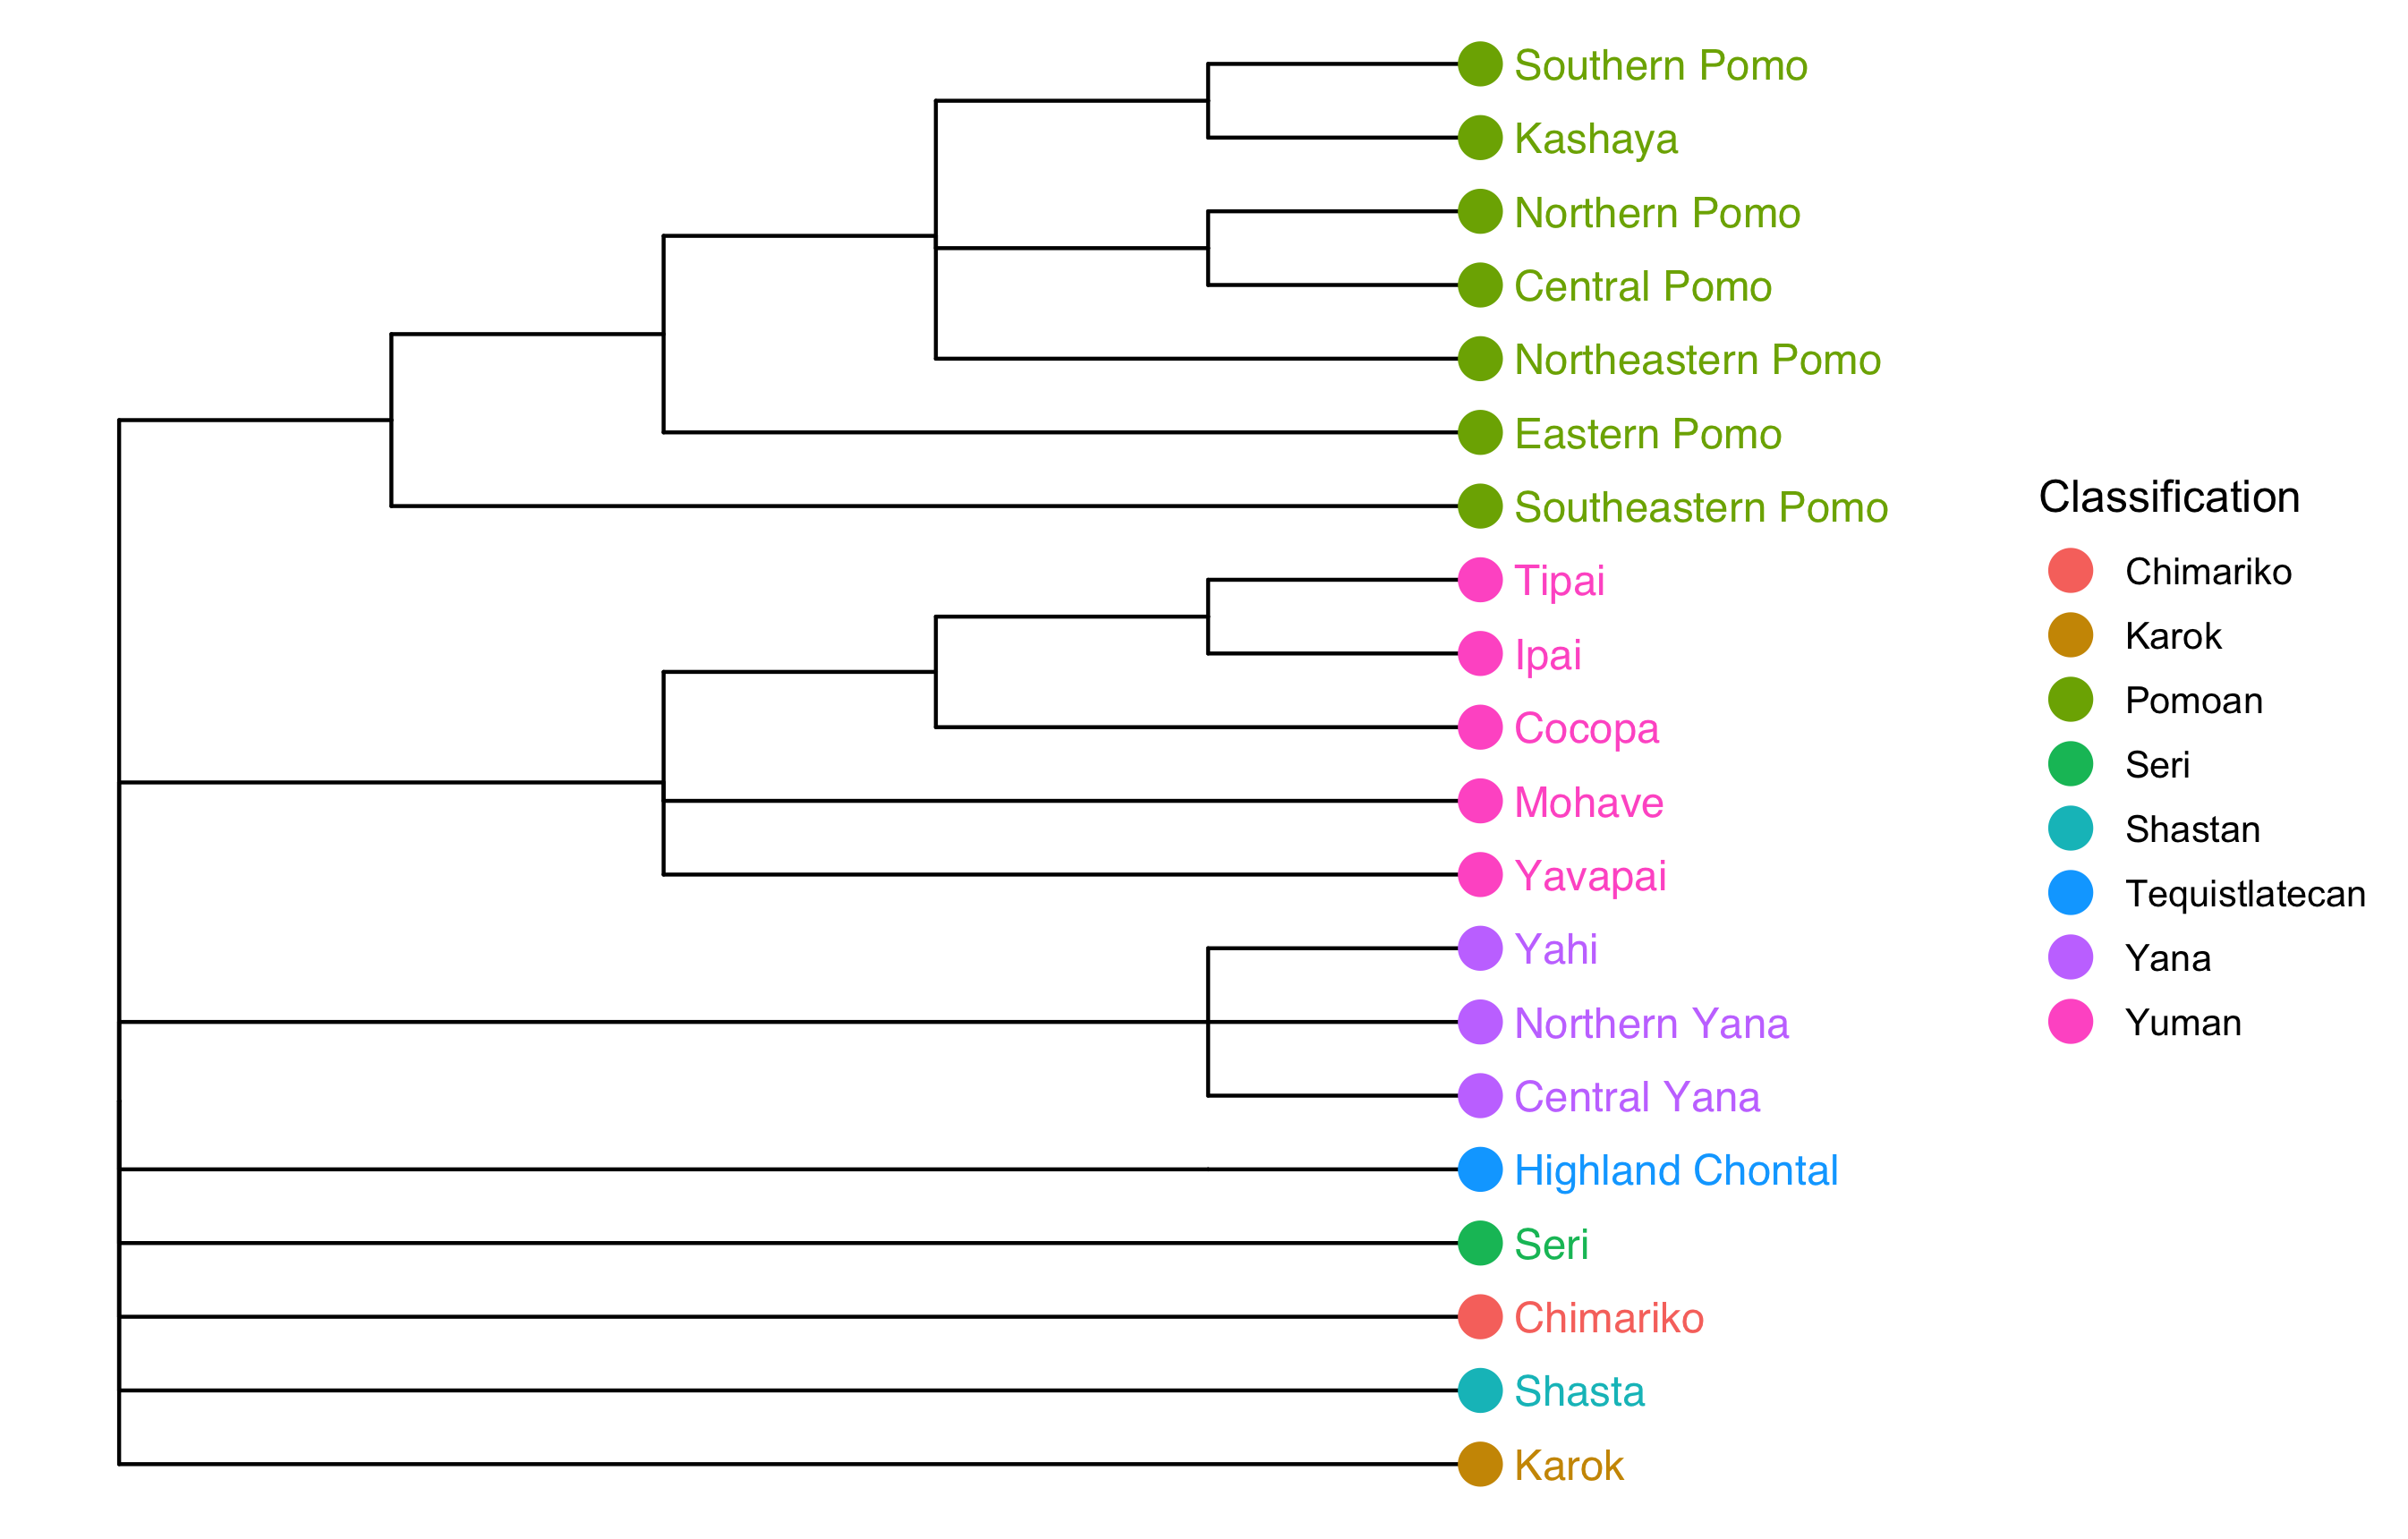 Southern Pomo
Kashaya
Northern Pomo
Central Pomo
Northeastern Pomo
Eastern Pomo
Southeastern Pomo
Tipai
Ipai
Cocopa
Mohave
Yavapai
Yahi
Northern Yana
Central Yana
Highland Chontal
Seri
Chimariko
Shasta
Karok
Classification
Chimariko
Karok
Pomoan
Seri
Shastan
Tequistlatecan
Yana
Yuman